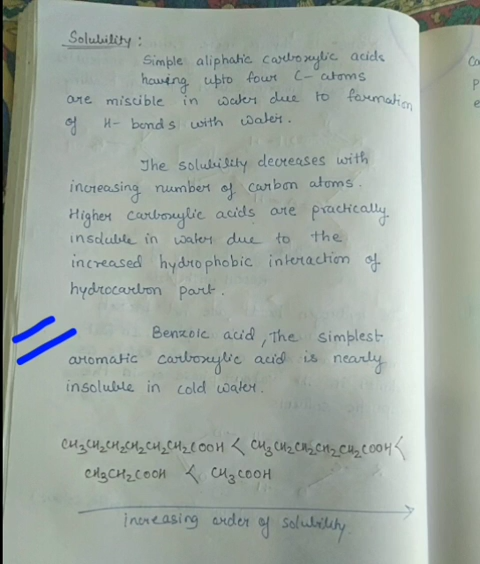 Solubility :
Simple aliphatic carboxylic acids
having upto four C- atoms
are miscible in water due to formation
of H- bonds with water.
The solubility decreases with
increasing number of carbon atoms.
Higher carboxylic acids are practically
insoluble in water due to the
increased hydrophobic interaction of
hydrocarbon part.
Benzoic acid, The simplest
aromatic carboxylic acid is nearly
insoluble in cold water.
CH3CH2CH2CH2CH2CH2COOH < CH3CH2CH2CH2CH2COOH <
CH3CH2COOH < CH3COOH
increasing order of solubility
Ca
p
e